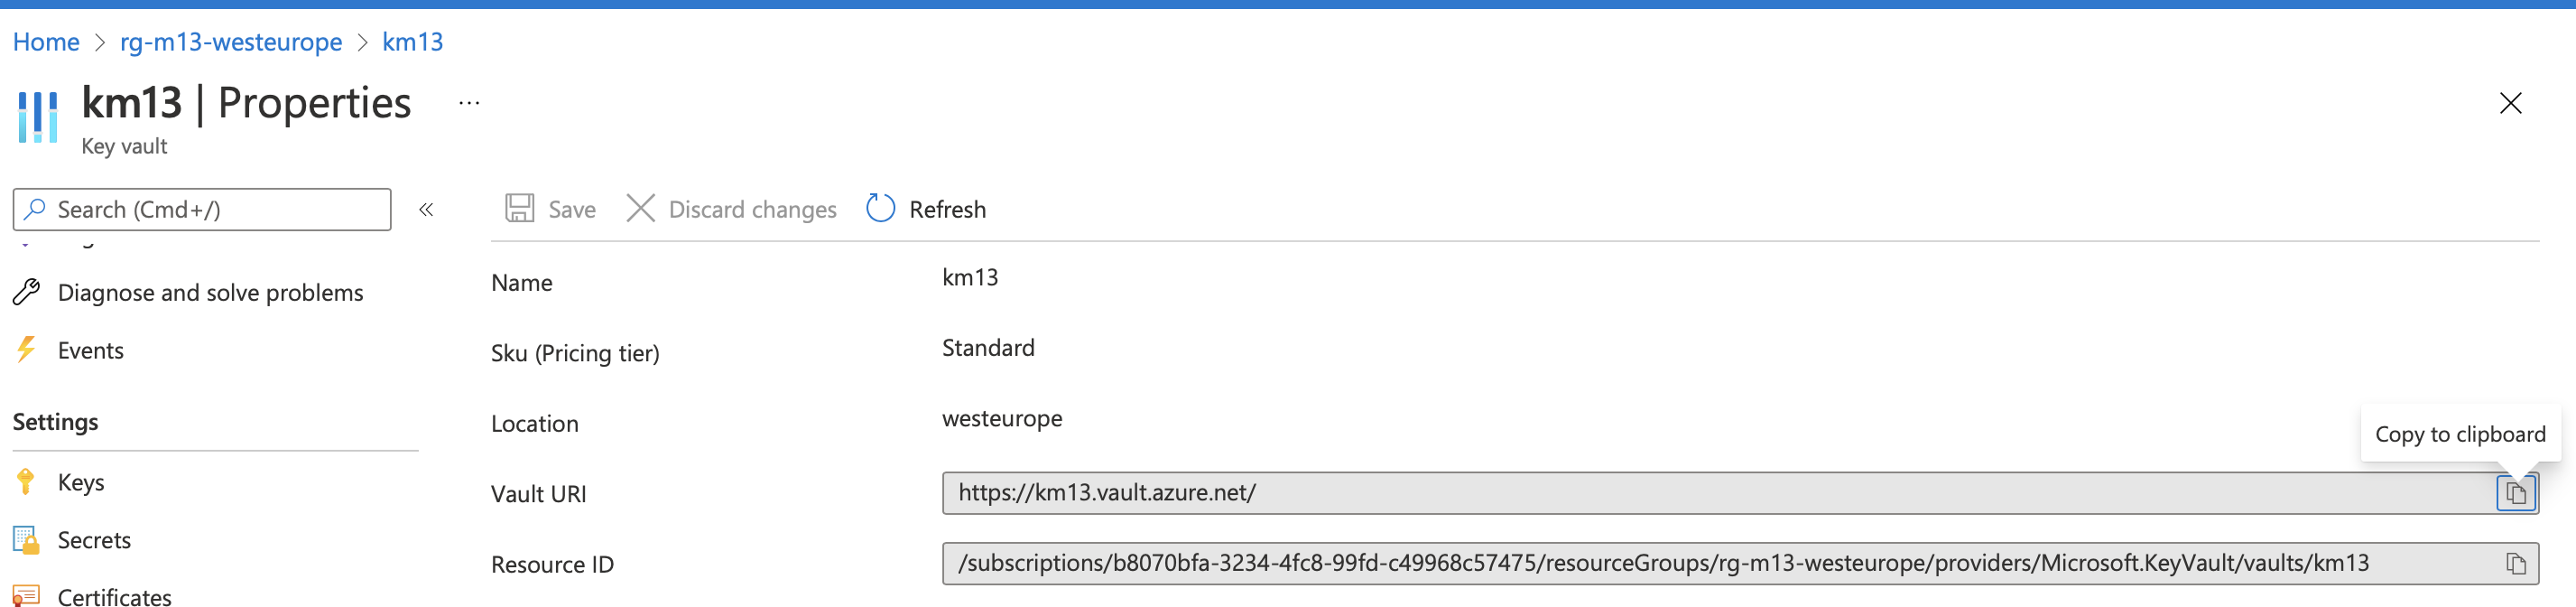 Home > rg-m13-westeurope > km13
km13 | Properties ...
Key vault
Search (Cmd+/)
«
Save Discard changes Refresh
Diagnose and solve problems
Events
Settings
Keys
Secrets
Certificates
Name km13
Sku (Pricing tier) Standard
Location westeurope
Copy to clipboard
Vault URI https://km13.vault.azure.net/
Resource ID /subscriptions/b8070bfa-3234-4fc8-99fd-c49968c57475/resourceGroups/rg-m13-westeurope/providers/Microsoft.KeyVault/vaults/km13